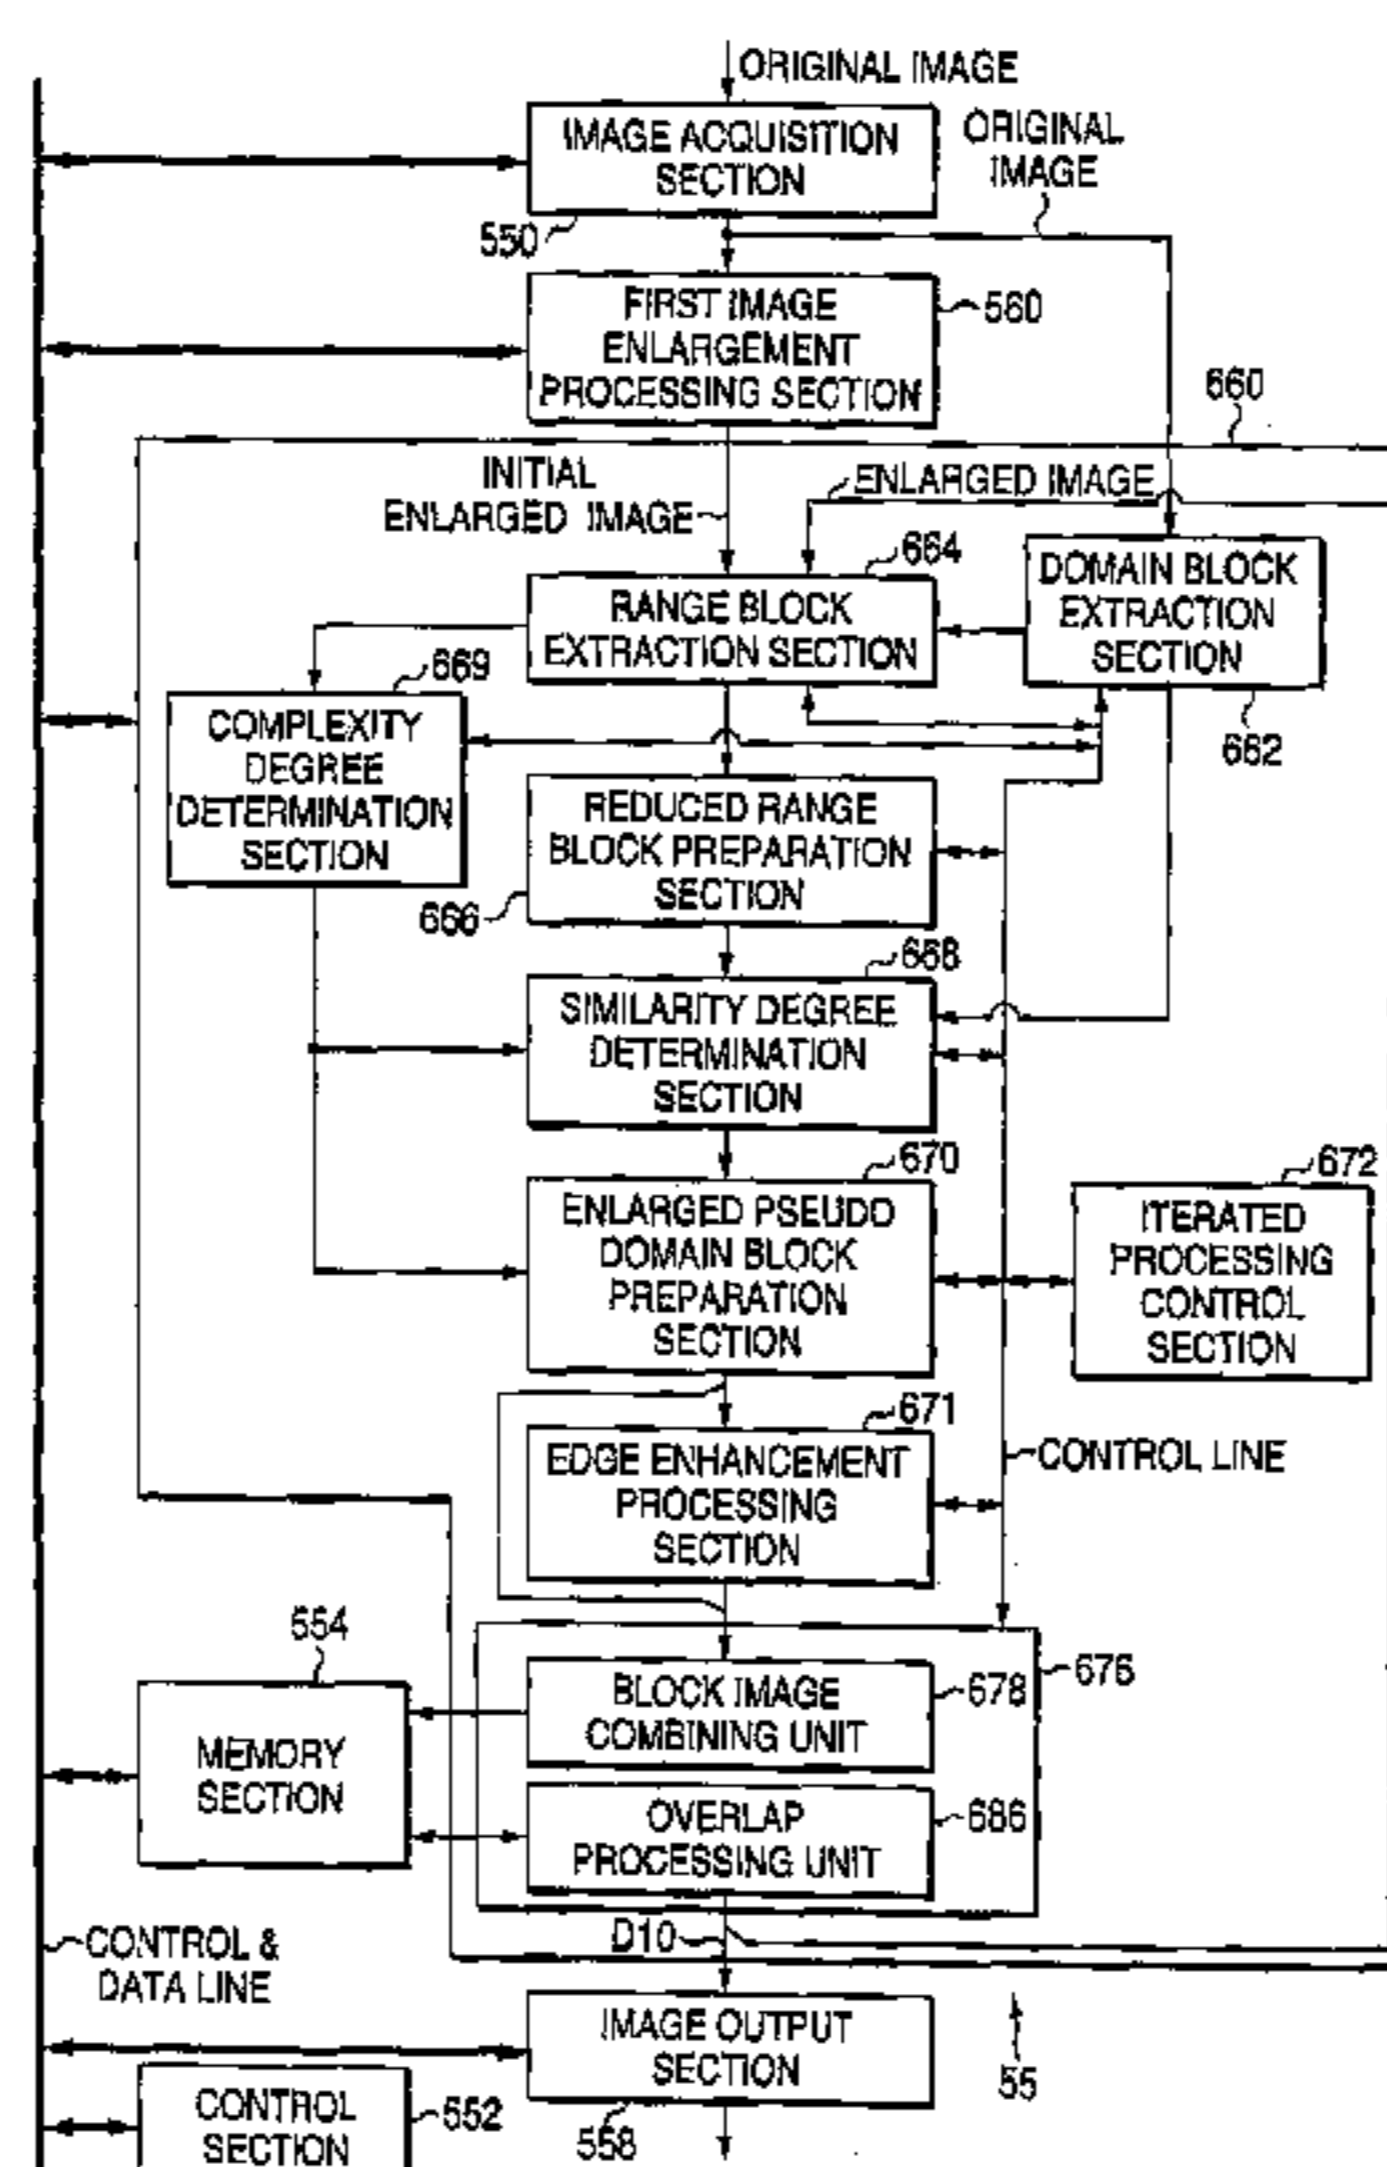 ORIGINAL IMAGE
IMAGE ACQUISITION
SECTION
ORIGINAL
IMAGE
550
FIRST IMAGE
ENLARGEMENT
PROCESSING SECTION
560
660
INITIAL
ENLARGED IMAGE
ENLARGED IMAGE
664
RANGE BLOCK
EXTRACTION SECTION
DOMAIN BLOCK
EXTRACTION
SECTION
662
669
COMPLEXITY
DEGREE
DETERMINATION
SECTION
REDUCED RANGE
BLOCK PREPARATION
SECTION
666
668
SIMILARITY DEGREE
DETERMINATION
SECTION
670
ENLARGED PSEUDO
DOMAIN BLOCK
PREPARATION
SECTION
672
ITERATED
PROCESSING
CONTROL
SECTION
671
EDGE ENHANCEMENT
PROCESSING
SECTION
CONTROL LINE
554
MEMORY
SECTION
676
BLOCK IMAGE
COMBINING UNIT
678
OVERLAP
PROCESSING UNIT
686
D10
CONTROL &
DATA LINE
IMAGE OUTPUT
SECTION
55
558
CONTROL
SECTION
552